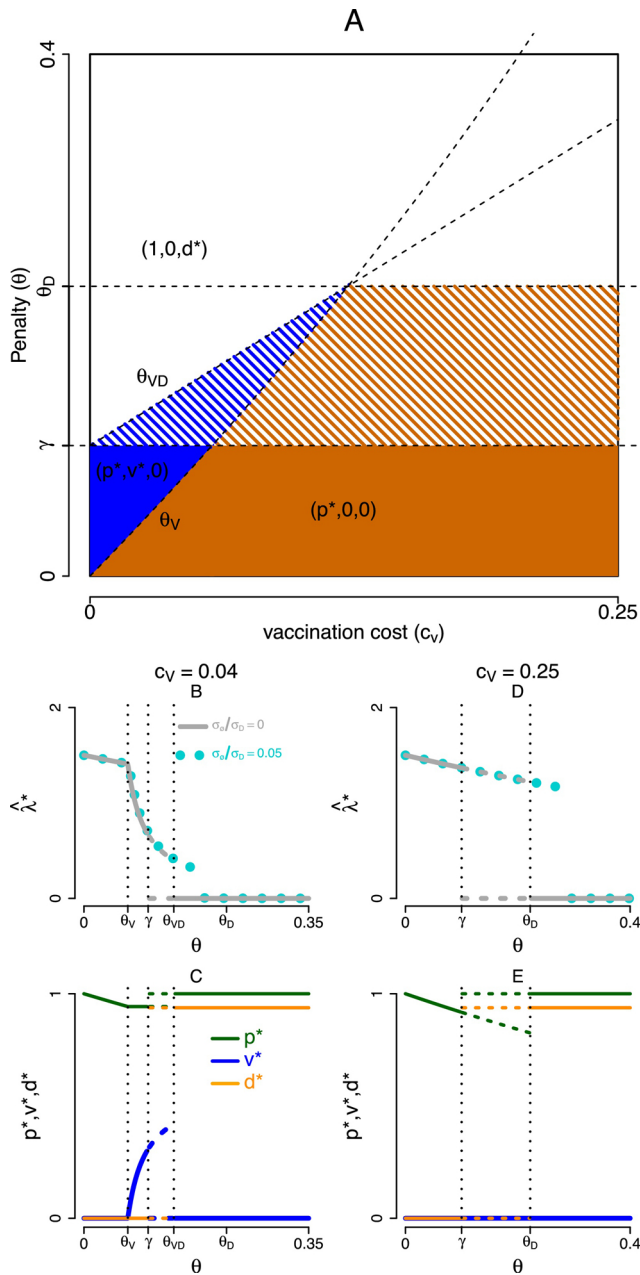 A
0.4
θD
γ
0
Penalty (θ)
(1,0,d*)
θVD
(p*,v*,0)
θV
(p*,0,0)
0
0.25
vaccination cost (cv)
cV = 0.04
cV = 0.25
B
D
2
0
λ̂*
σₑ/σD = 0
σₑ/σD = 0.05
0
θV
γ
θVD
θD
0.35
θ
2
0
λ̂*
0
γ
θD
0.4
θ
C
E
1
0
p*,v*,d*
p*
v*
d*
0
θV
γ
θVD
θD
0.35
θ
1
0
p*,v*,d*
0
γ
θD
0.4
θ